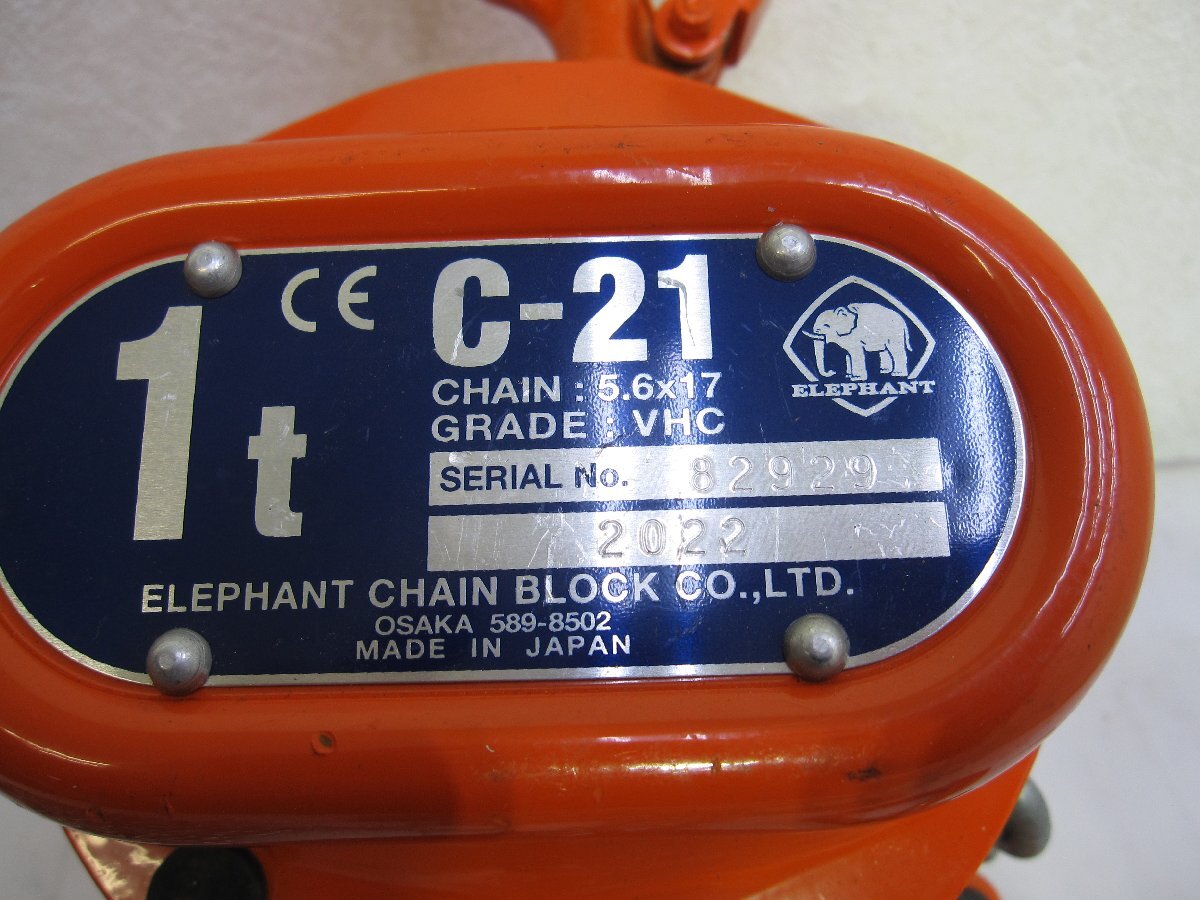 1t
CE
C-21
CHAIN : 5.6x17
GRADE : VHC
ELEPHANT
SERIAL No. 82929
2022
ELEPHANT CHAIN BLOCK CO.,LTD.
OSAKA 589-8502
MADE IN JAPAN